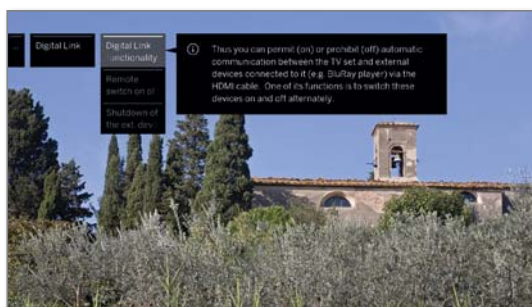 ...
Digital Link
Digital Link
functionality
Remote
switch on of
Shutdown of
the ext. dev
Thus you can permit (on) or prohibit (off) automatic
communication between the TV set and external
devices connected to it (e.g. BluRay player) via the
HDMI cable. One of its functions is to switch these
devices on and off alternately.